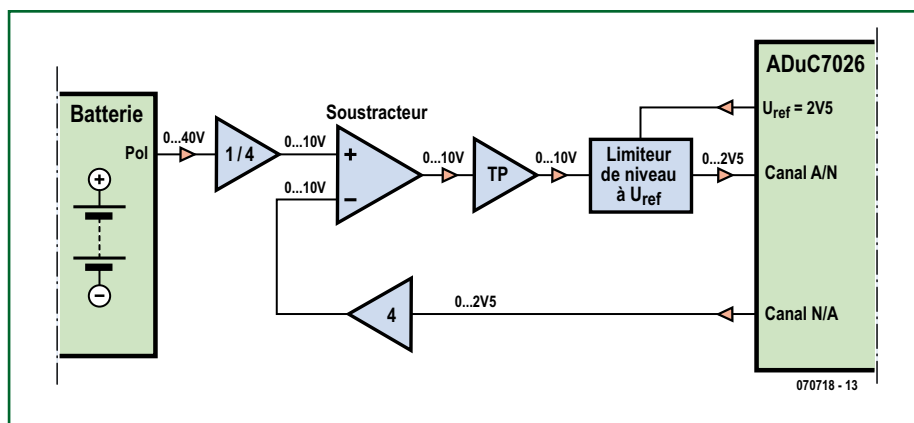 ADuC7026
Batterie
Soustracteur
Uref = 2V5
0...40V
0...10V
0...10V
0...10V
0...2V5
Pol
1 / 4
+
TP
Limiteur
de niveau
à Uref
Canal A/N
0...10V
−
+
−
4
0...2V5
Canal N/A
070718 - 13